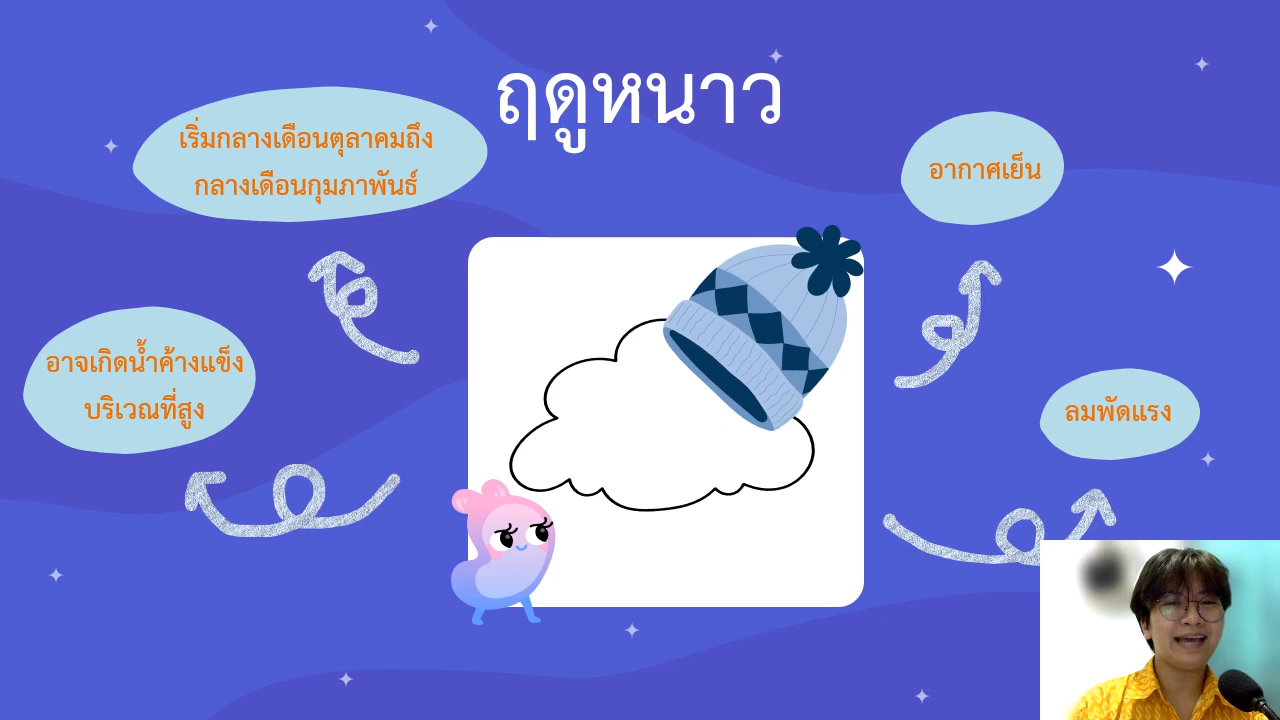 ฤดูหนาว
เริ่มกลางเดือนตุลาคมถึง
กลางเดือนกุมภาพันธ์
อากาศเย็น
อาจเกิดน้ำค้างแข็ง
บริเวณที่สูง
ลมพัดแรง